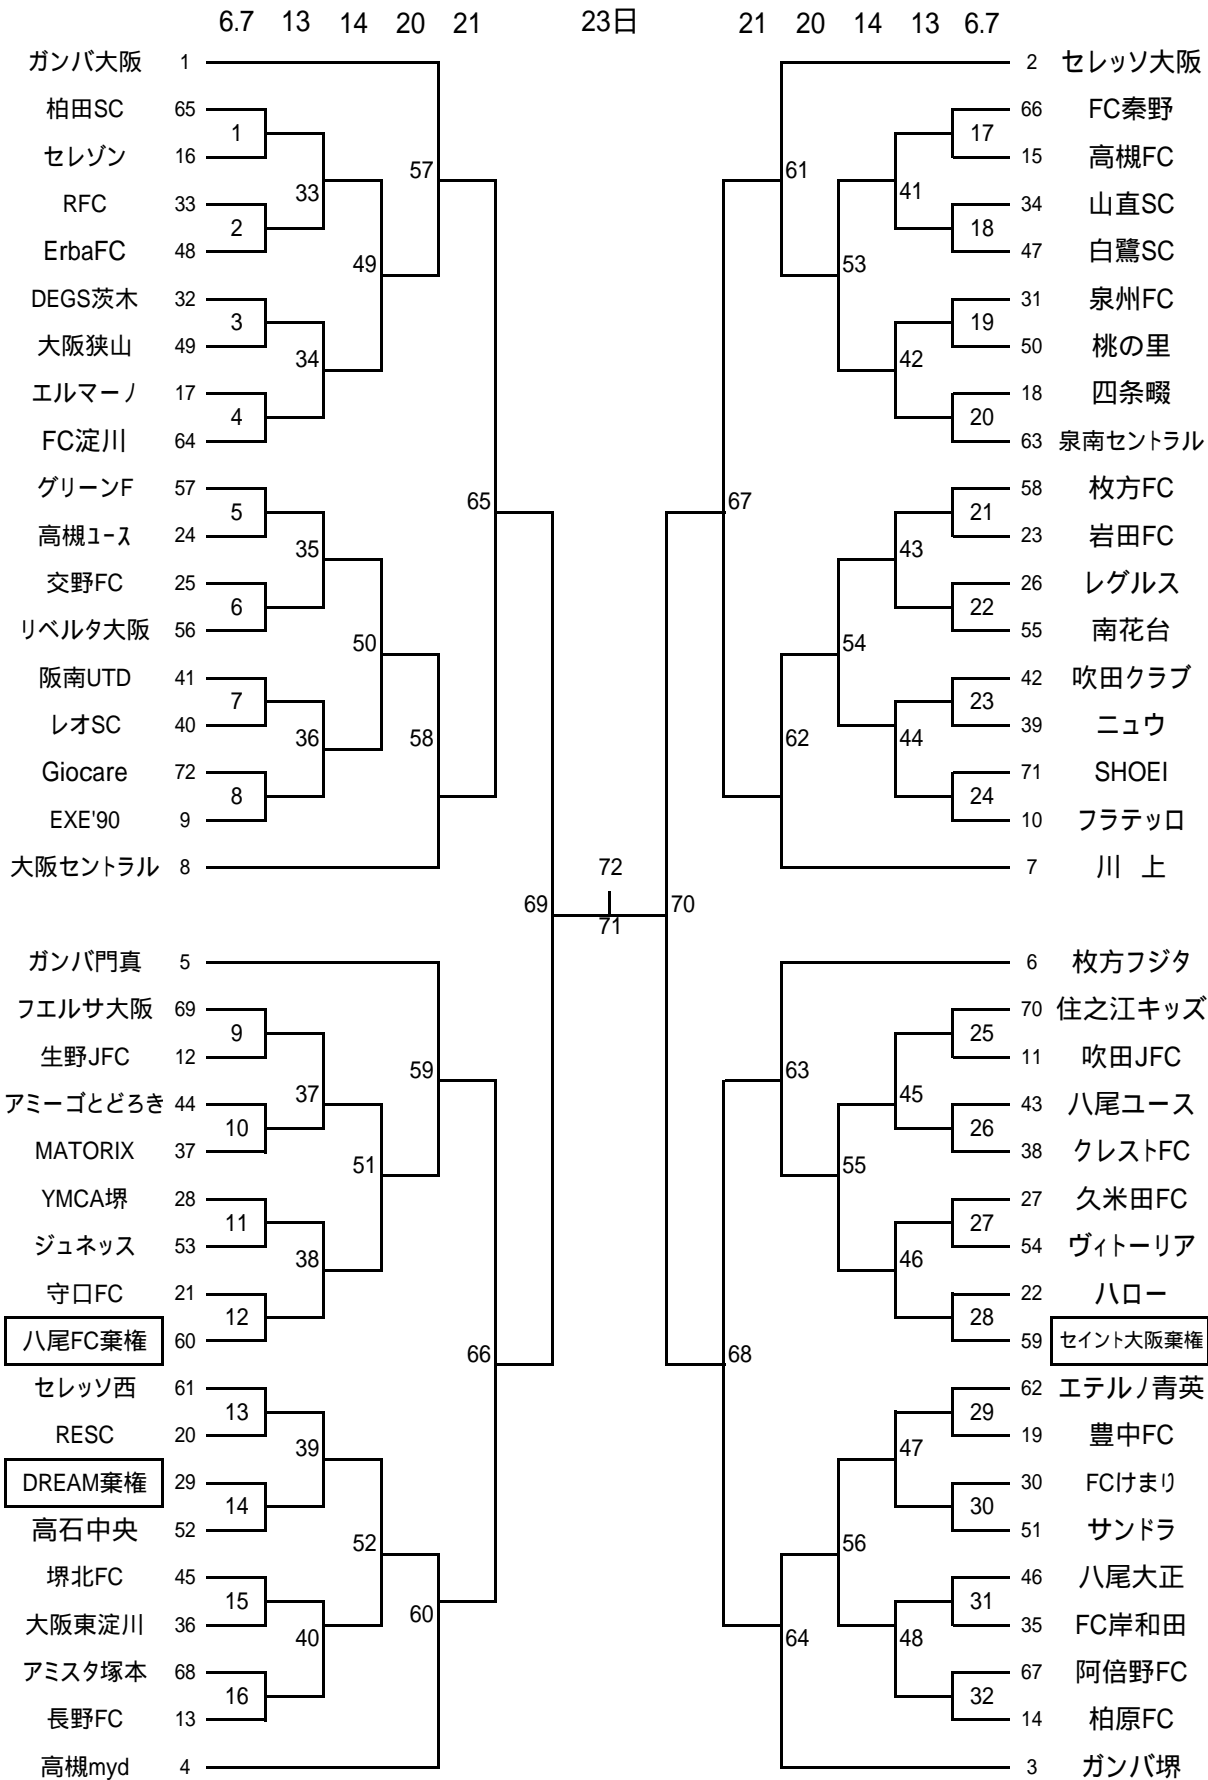 6.7 13 14 20 21 23日 21 20 14 13 6.7
ガンバ大阪 1 2 セレッソ大阪
柏田SC 65 66 FC秦野
1 17
セレゾン 16 57 61 15 高槻FC
33 41
RFC 33 34 山直SC
2 18
ErbaFC 48 47 白鷺SC
49 53
DEGS茨木 32 31 泉州FC
3 19
大阪狭山 49 50 桃の里
34 42
エルマーノ 17 18 四条畷
4 20
FC淀川 64 63 泉南セントラル
グリーンF 57 58 枚方FC
65 67
5 21
高槻ユース 24 23 岩田FC
35 43
交野FC 25 26 レグルス
6 22
リベルタ大阪 56 55 南花台
50 54
阪南UTD 41 42 吹田クラブ
7 23
レオSC 40 39 ニュウ
36 58 62 44
Giocare 72 71 SHOEI
8 24
EXE'90 9 10 フラテッロ
大阪セントラル 8 72 7 川 上
69 70
71
ガンバ門真 5 6 枚方フジタ
フエルサ大阪 69 70 住之江キッズ
9 25
生野JFC 12 11 吹田JFC
59 63
37 45
アミーゴとどろき 44 43 八尾ユース
10 26
MATORIX 37 38 クレストFC
51 55
YMCA堺 28 27 久米田FC
11 27
ジュネッス 53 54 ヴィトーリア
38 46
守口FC 21 22 ハロー
12 28
八尾FC棄権 60 59 セイント大阪棄権
66 68
セレッソ西 61 62 エテルノ青英
13 29
RESC 20 19 豊中FC
39 47
DREAM棄権 29 30 FCけまり
14 30
高石中央 52 51 サンドラ
52 56
堺北FC 45 46 八尾大正
15 31
60
大阪東淀川 36 35 FC岸和田
40 64 48
アミスタ塚本 68 67 阿倍野FC
16 32
長野FC 13 14 柏原FC
高槻myd 4 3 ガンバ堺